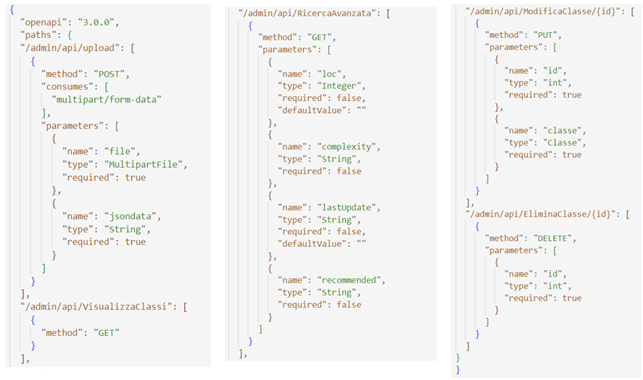 {
"openapi": "3.0.0",
"paths": {
"/admin/api/upload": [
{
"method": "POST",
"consumes": [
"multipart/form-data"
],
"parameters": [
{
"name": "file",
"type": "MultipartFile",
"required": true
},
{
"name": "jsondata",
"type": "String",
"required": true
}
]
}
],
"/admin/api/VisualizzaClassi": [
{
"method": "GET"
}
],
"/admin/api/RicercaAvanzata": [
{
"method": "GET",
"parameters": [
{
"name": "loc",
"type": "Integer",
"required": false,
"defaultValue": ""
},
{
"name": "complexity",
"type": "String",
"required": false
},
{
"name": "lastUpdate",
"type": "String",
"required": false,
"defaultValue": ""
},
{
"name": "recommended",
"type": "String",
"required": false
}
]
}
],
"/admin/api/ModificaClasse/{id}": [
{
"method": "PUT",
"parameters": [
{
"name": "id",
"type": "int",
"required": true
},
{
"name": "classe",
"type": "Classe",
"required": true
}
]
}
],
"/admin/api/EliminaClasse/{id}": [
{
"method": "DELETE",
"parameters": [
{
"name": "id",
"type": "int",
"required": true
}
]
}
]
}
}